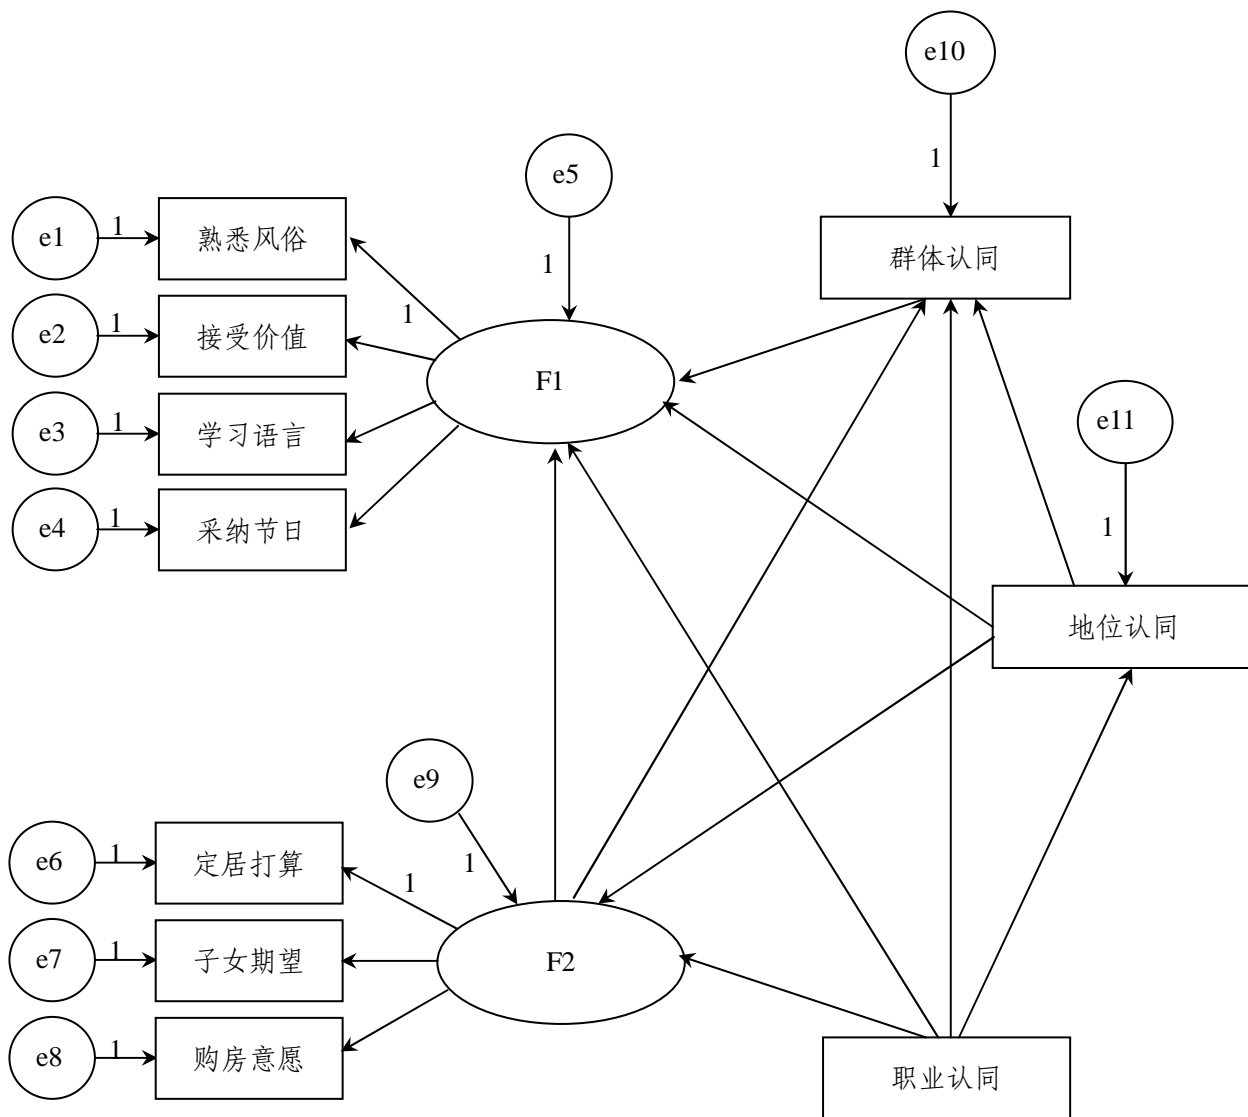 e10
1
e5
1
e1
1
熟悉风俗
群体认同
e2
1
接受价值
1
F1
e3
1
学习语言
e11
1
e4
1
采纳节日
地位认同
e9
1
e6
1
定居打算
1
e7
1
子女期望
F2
e8
1
购房意愿
职业认同